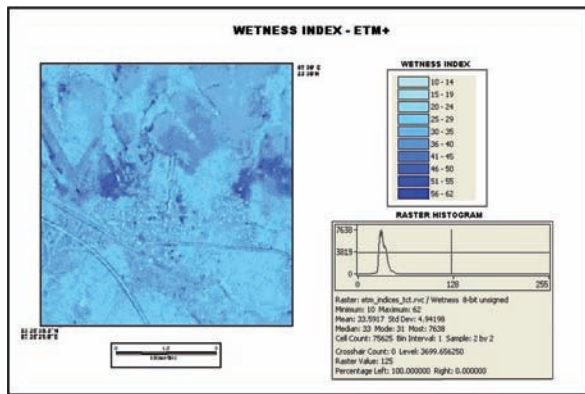 WETNESS INDEX - ETM+
WETNESS INDEX
10 - 14
15 - 19
20 - 24
25 - 29
30 - 35
36 - 40
41 - 45
46 - 50
51 - 55
56 - 62
RASTER HISTOGRAM
7638
3815
0
0 128 255
Raster: etm_indices_tct.rvc / Wetness 8-bit unsigned
Minimum: 10 Maximum: 62
Mean: 33.5917 Std Dev: 4.94198
Median: 33 Mode: 31 Most: 7638
Cell Count: 75625 Bin Interval: 1 Sample: 2 by 2
Crosshair Count: 0 Level: 3699.656250
Raster Value: 125
Percentage Left: 100.000000 Right: 0.000000